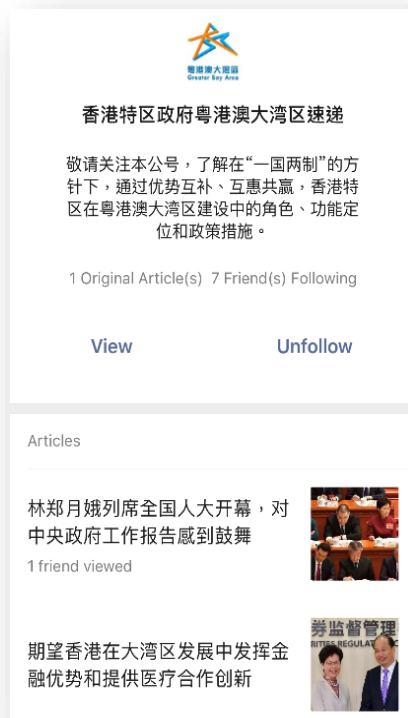 粤港澳大湾區
Greater Bay Area
香港特区政府粤港澳大湾区速递
敬请关注本公号，了解在“一国两制”的方
针下，通过优势互补、互惠共赢，香港特
区在粤港澳大湾区建设中的角色、功能定
位和政策措施。
1 Original Article(s) 7 Friend(s) Following
View Unfollow
Articles
林郑月娥列席全国人大开幕，对
中央政府工作报告感到鼓舞
1 friend viewed
期望香港在大湾区发展中发挥金
融优势和提供医疗合作创新
券监督管理
RITIES REGULAT